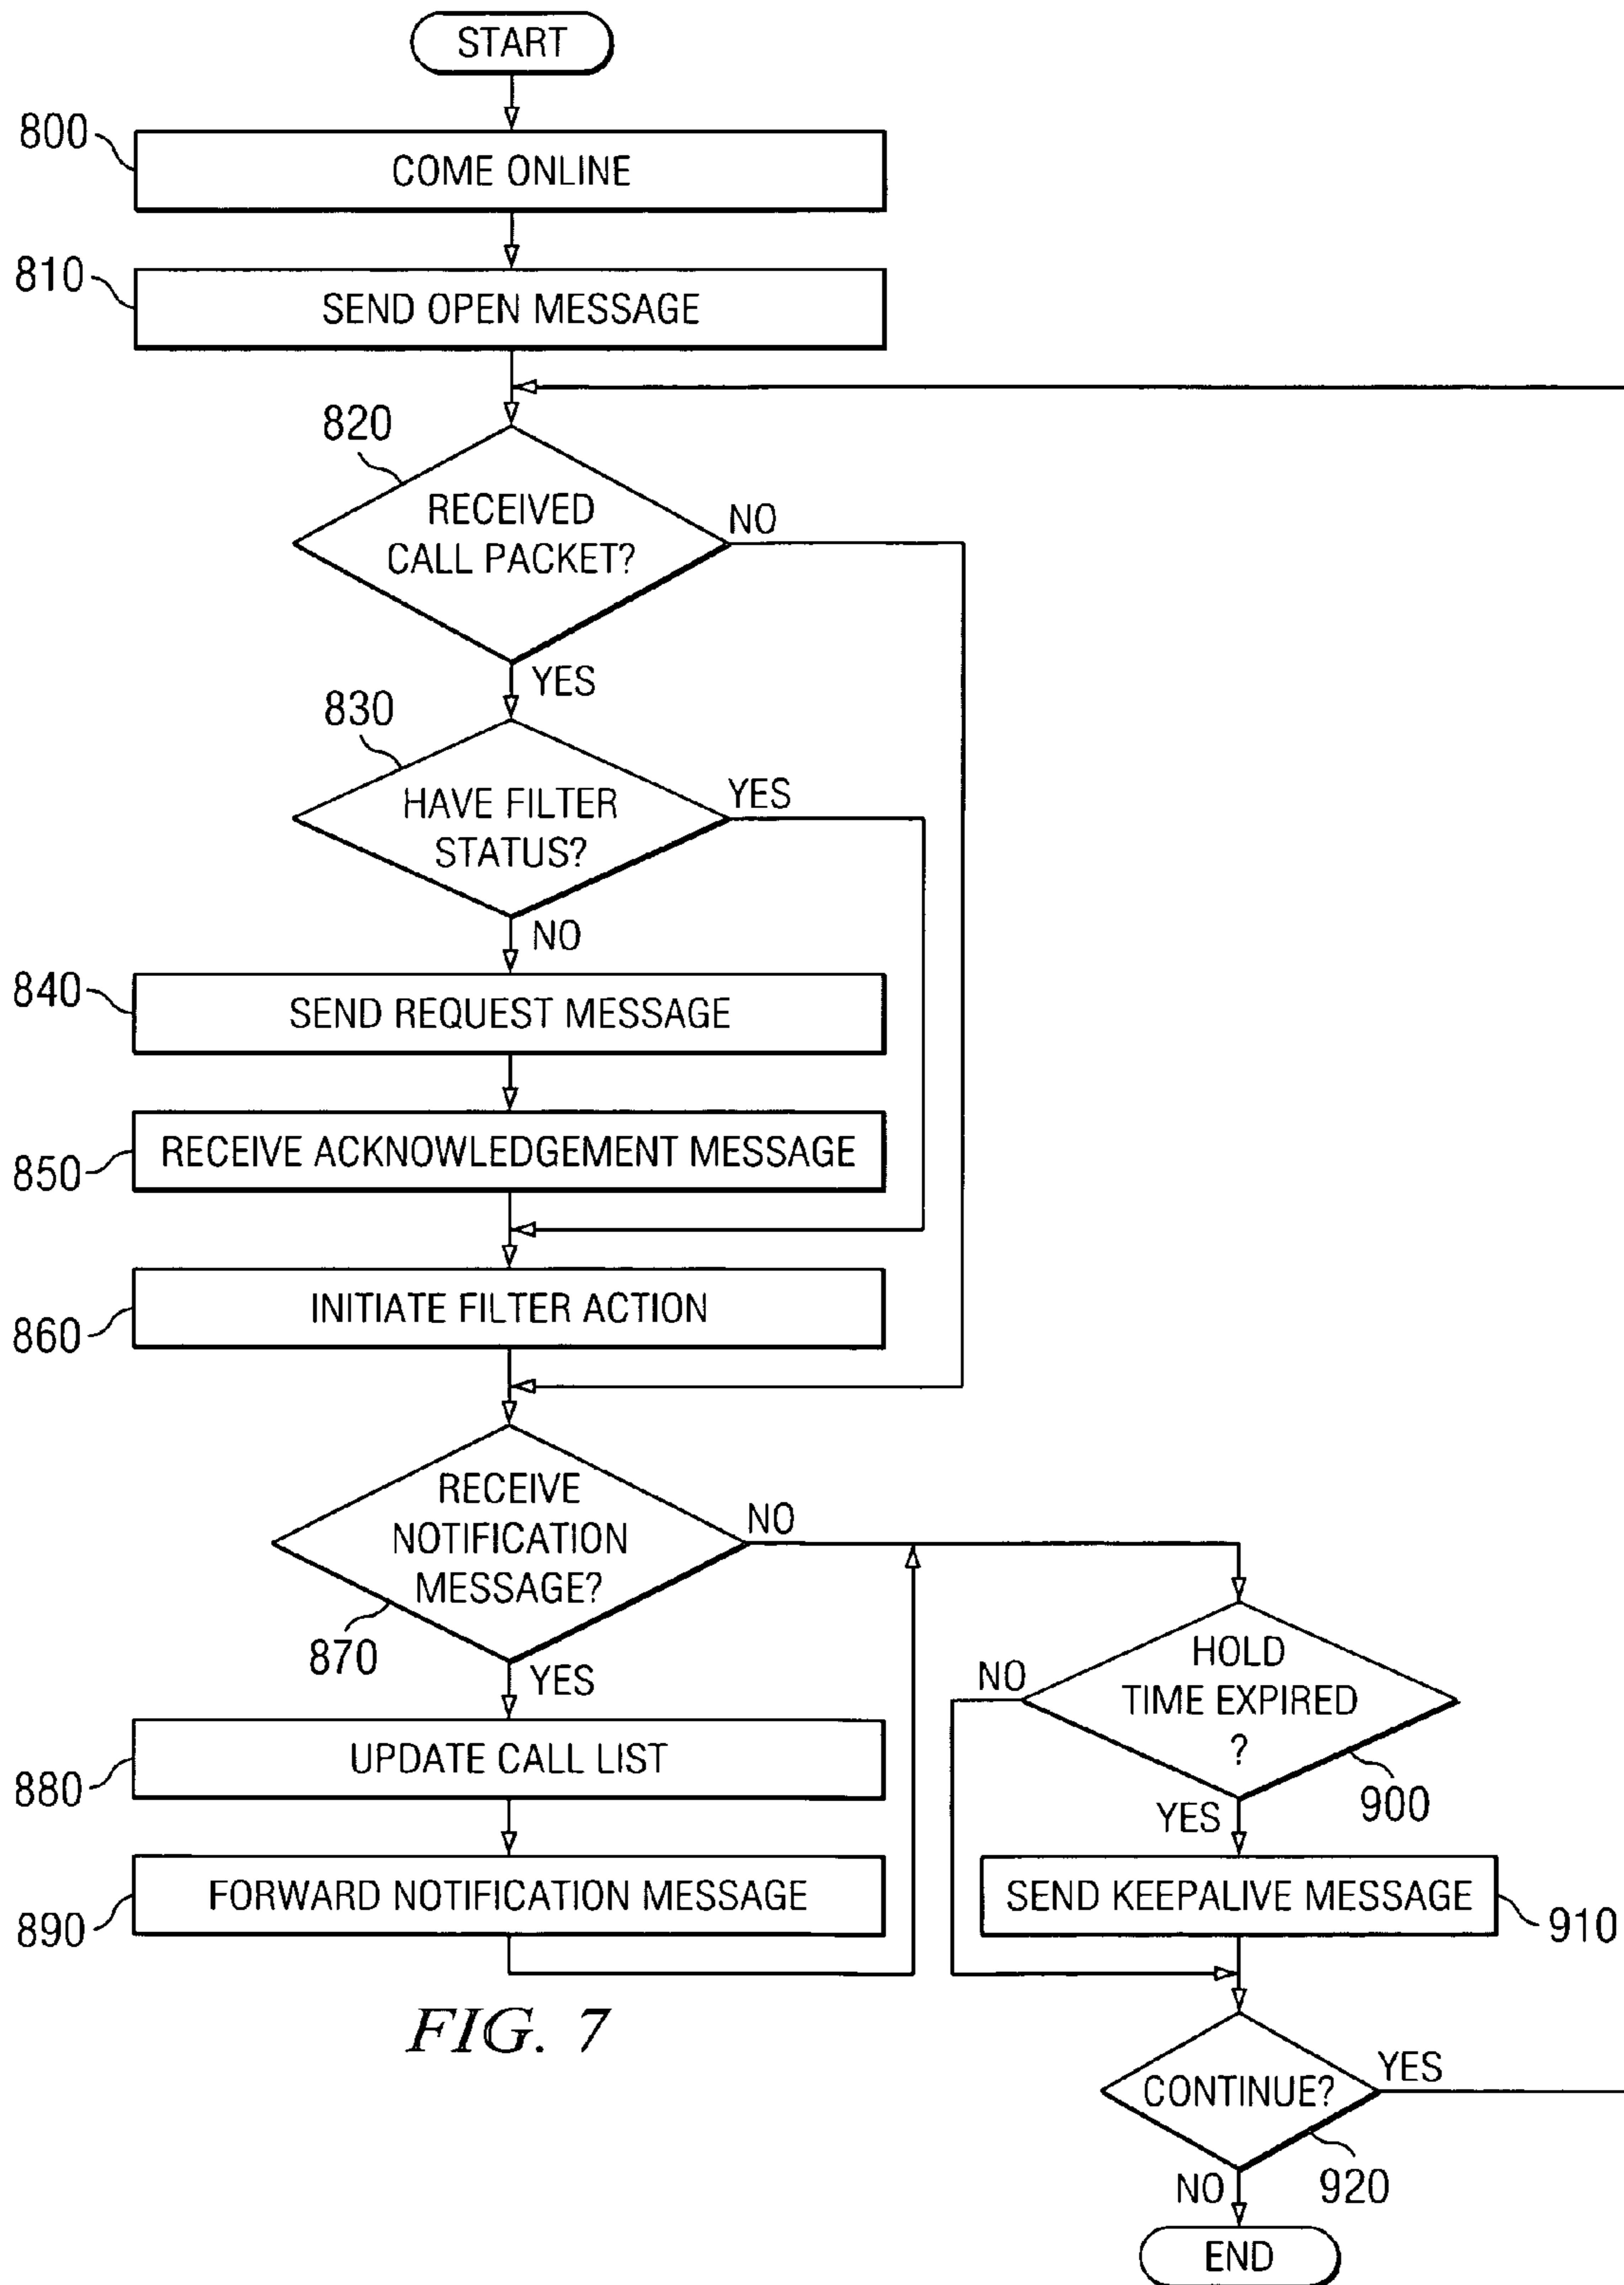 START
800
COME ONLINE
810
SEND OPEN MESSAGE
820
RECEIVED
CALL PACKET?
NO
YES
830
HAVE FILTER
STATUS?
YES
NO
840
SEND REQUEST MESSAGE
850
RECEIVE ACKNOWLEDGEMENT MESSAGE
860
INITIATE FILTER ACTION
RECEIVE
NOTIFICATION
MESSAGE?
NO
870
YES
880
UPDATE CALL LIST
890
FORWARD NOTIFICATION MESSAGE
HOLD
TIME EXPIRED
?
NO
900
YES
SEND KEEPALIVE MESSAGE
910
CONTINUE?
YES
920
NO
END
FIG. 7